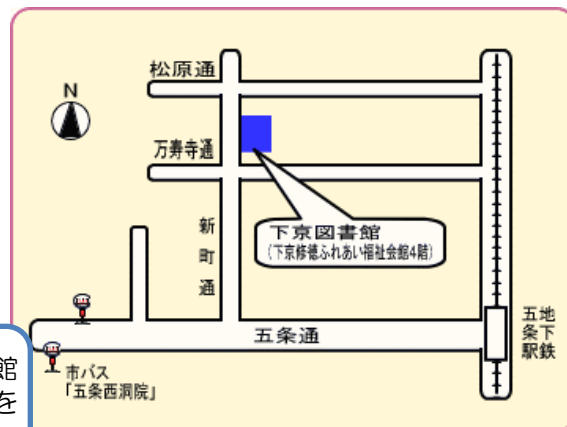 松原通
N
万寿寺通
下京図書館
(下京修徳ふれあい福祉会館4階)
新町通
五条通
地下鉄
五条駅
市バス
「五条西洞院」
館
を